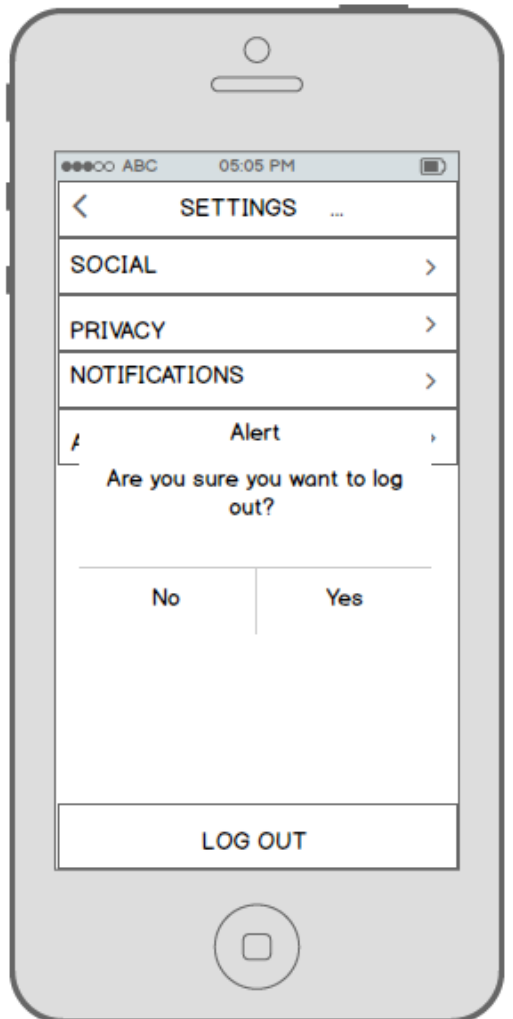 ABC 05:05 PM
SETTINGS ...
SOCIAL
PRIVACY
NOTIFICATIONS
Alert
Are you sure you want to log
out?
No Yes
LOG OUT